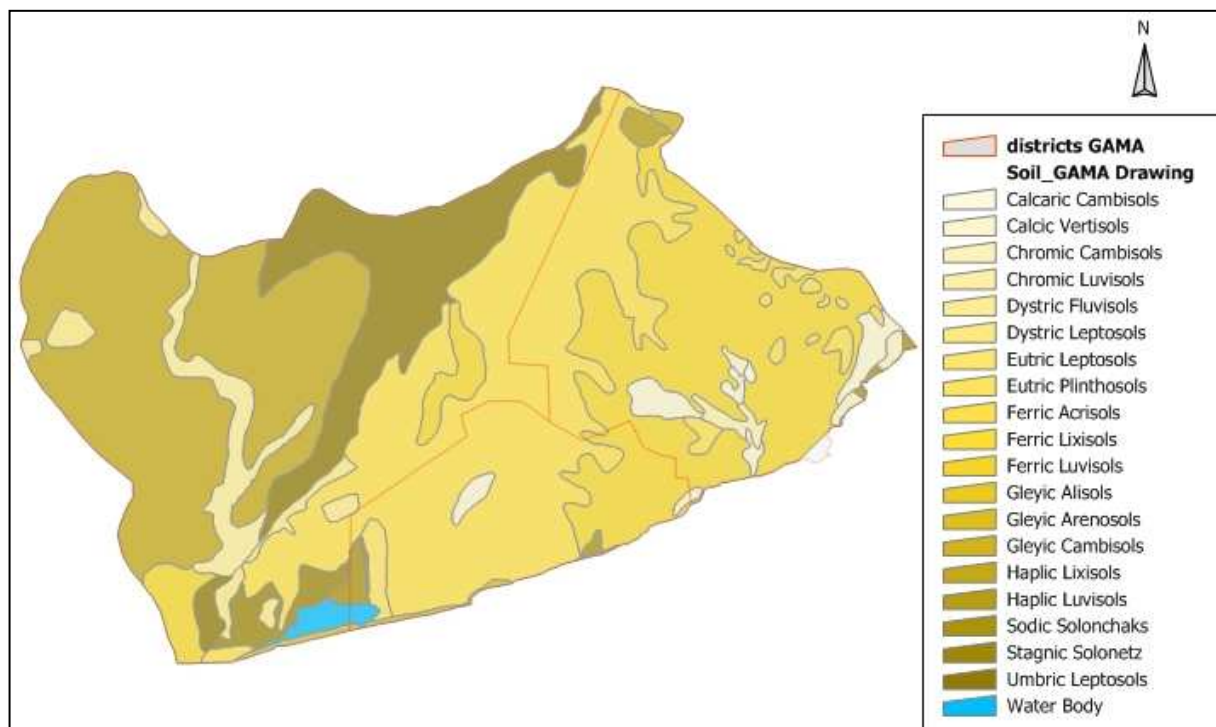 N
districts GAMA
Soil_GAMA Drawing
Calcaric Cambisols
Calcic Vertisols
Chromic Cambisols
Chromic Luvisols
Dystric Fluvisols
Dystric Leptosols
Eutric Leptosols
Eutric Plinthosols
Ferric Acrisols
Ferric Lixisols
Ferric Luvisols
Gleyic Alisols
Gleyic Arenosols
Gleyic Cambisols
Haplic Lixisols
Haplic Luvisols
Sodic Solonchaks
Stagnic Solonetz
Umbric Leptosols
Water Body